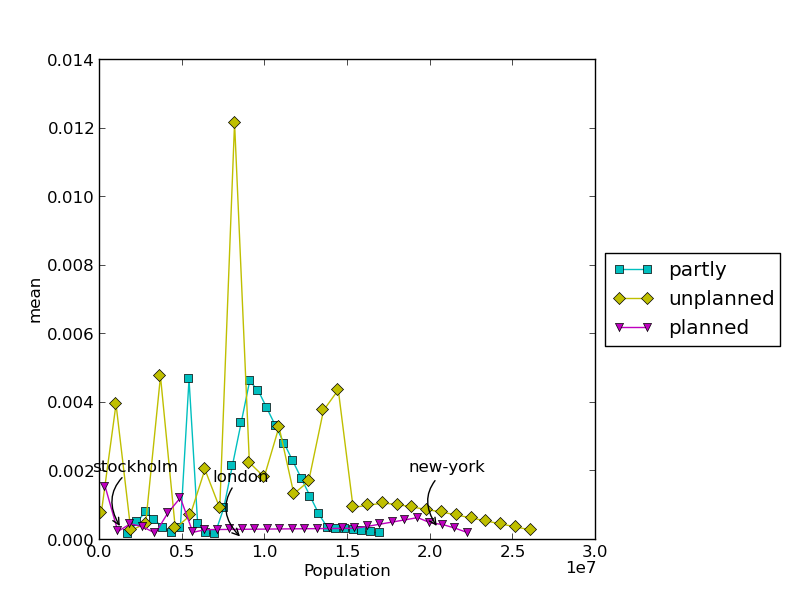 0.014
0.012
0.010
0.008
0.006
0.004
0.002
0.000
mean
stockholm
london
new-york
partly
unplanned
planned
0.0 0.5 1.0 1.5 2.0 2.5 3.0
1e7
Population